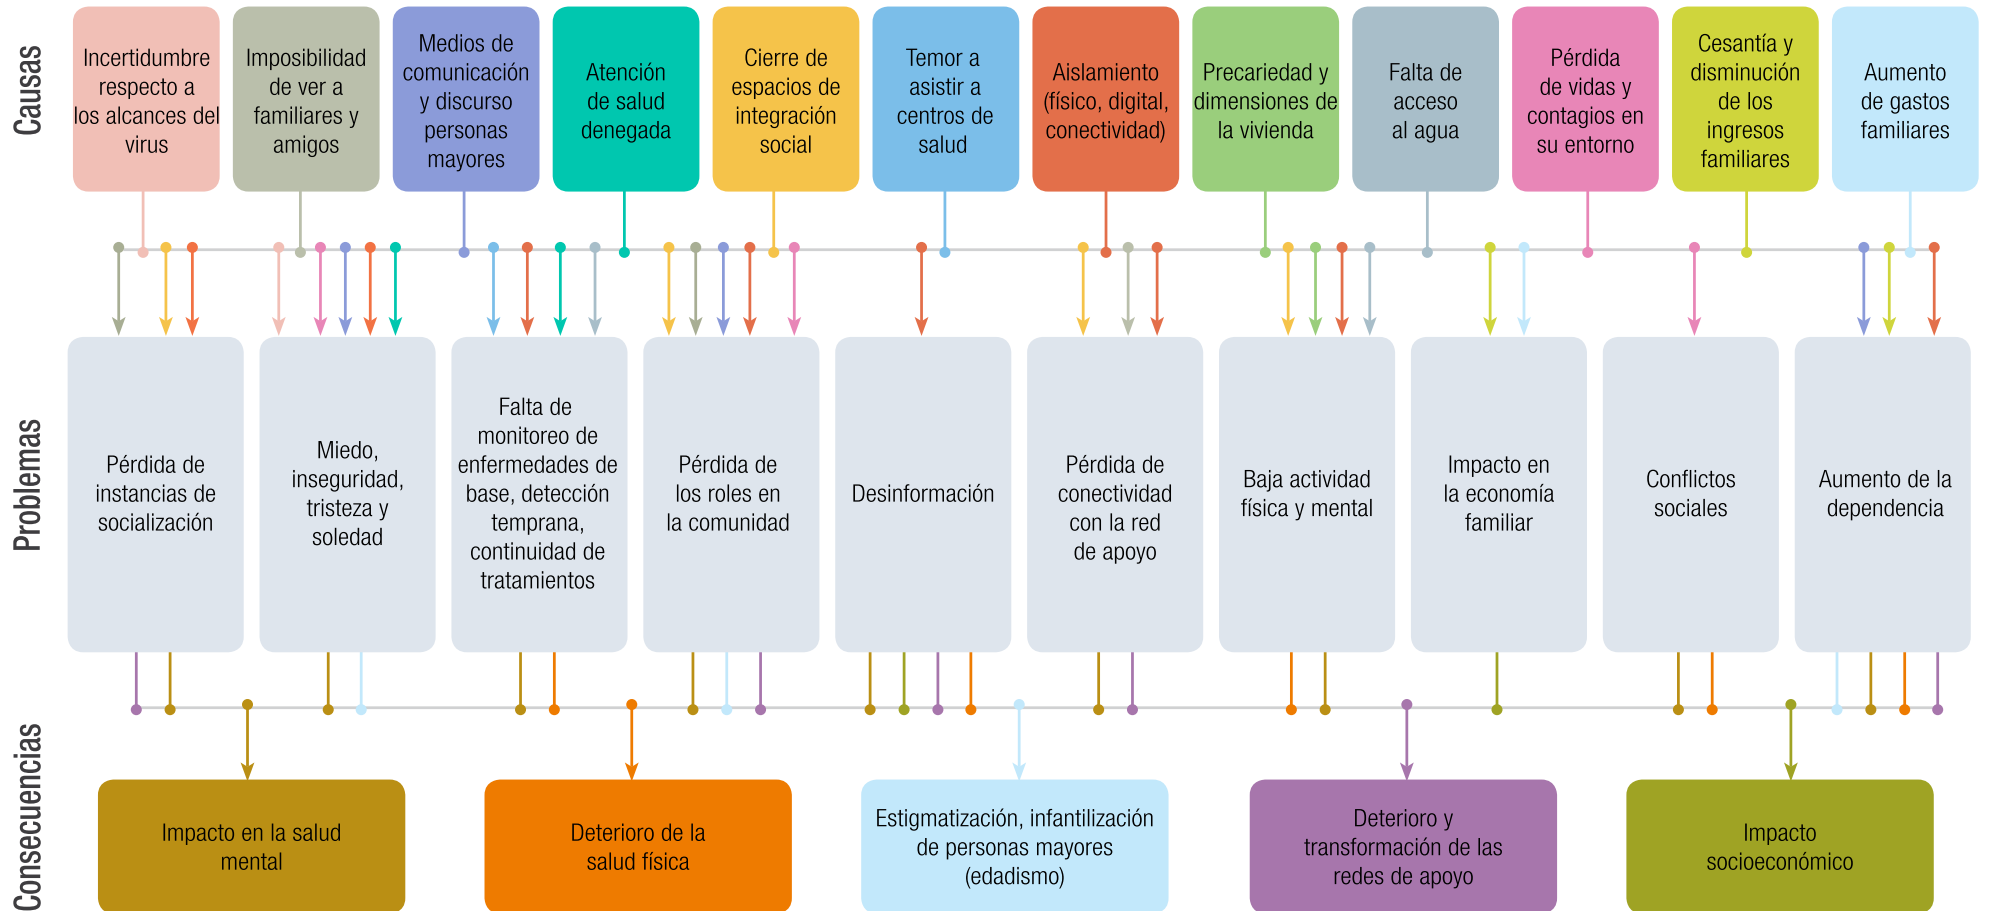 Causas
Incertidumbre
respecto a
los alcances del
virus
Imposibilidad
de ver a
familiares y
amigos
Medios de
comunicación
y discurso
personas
mayores
Atención
de salud
denegada
Cierre de
espacios de
integración
social
Temor a
asistir a
centros de
salud
Aislamiento
(físico, digital,
conectividad)
Precariedad y
dimensiones de
la vivienda
Falta de
acceso
al agua
Pérdida
de vidas y
contagios en
su entorno
Cesantía y
disminución
de los
ingresos
familiares
Aumento
de gastos
familiares
Problemas
Pérdida de
instancias de
socialización
Miedo,
inseguridad,
tristeza y
soledad
Falta de
monitoreo de
enfermedades de
base, detección
temprana,
continuidad de
tratamientos
Pérdida de
los roles en
la comunidad
Desinformación
Pérdida de
conectividad
con la red
de apoyo
Baja actividad
física y mental
Impacto en
la economía
familiar
Conflictos
sociales
Aumento de la
dependencia
Consecuencias
Impacto en la salud
mental
Deterioro de la
salud física
Estigmatización, infantilización
de personas mayores
(edadismo)
Deterioro y
transformación de las
redes de apoyo
Impacto
socioeconómico